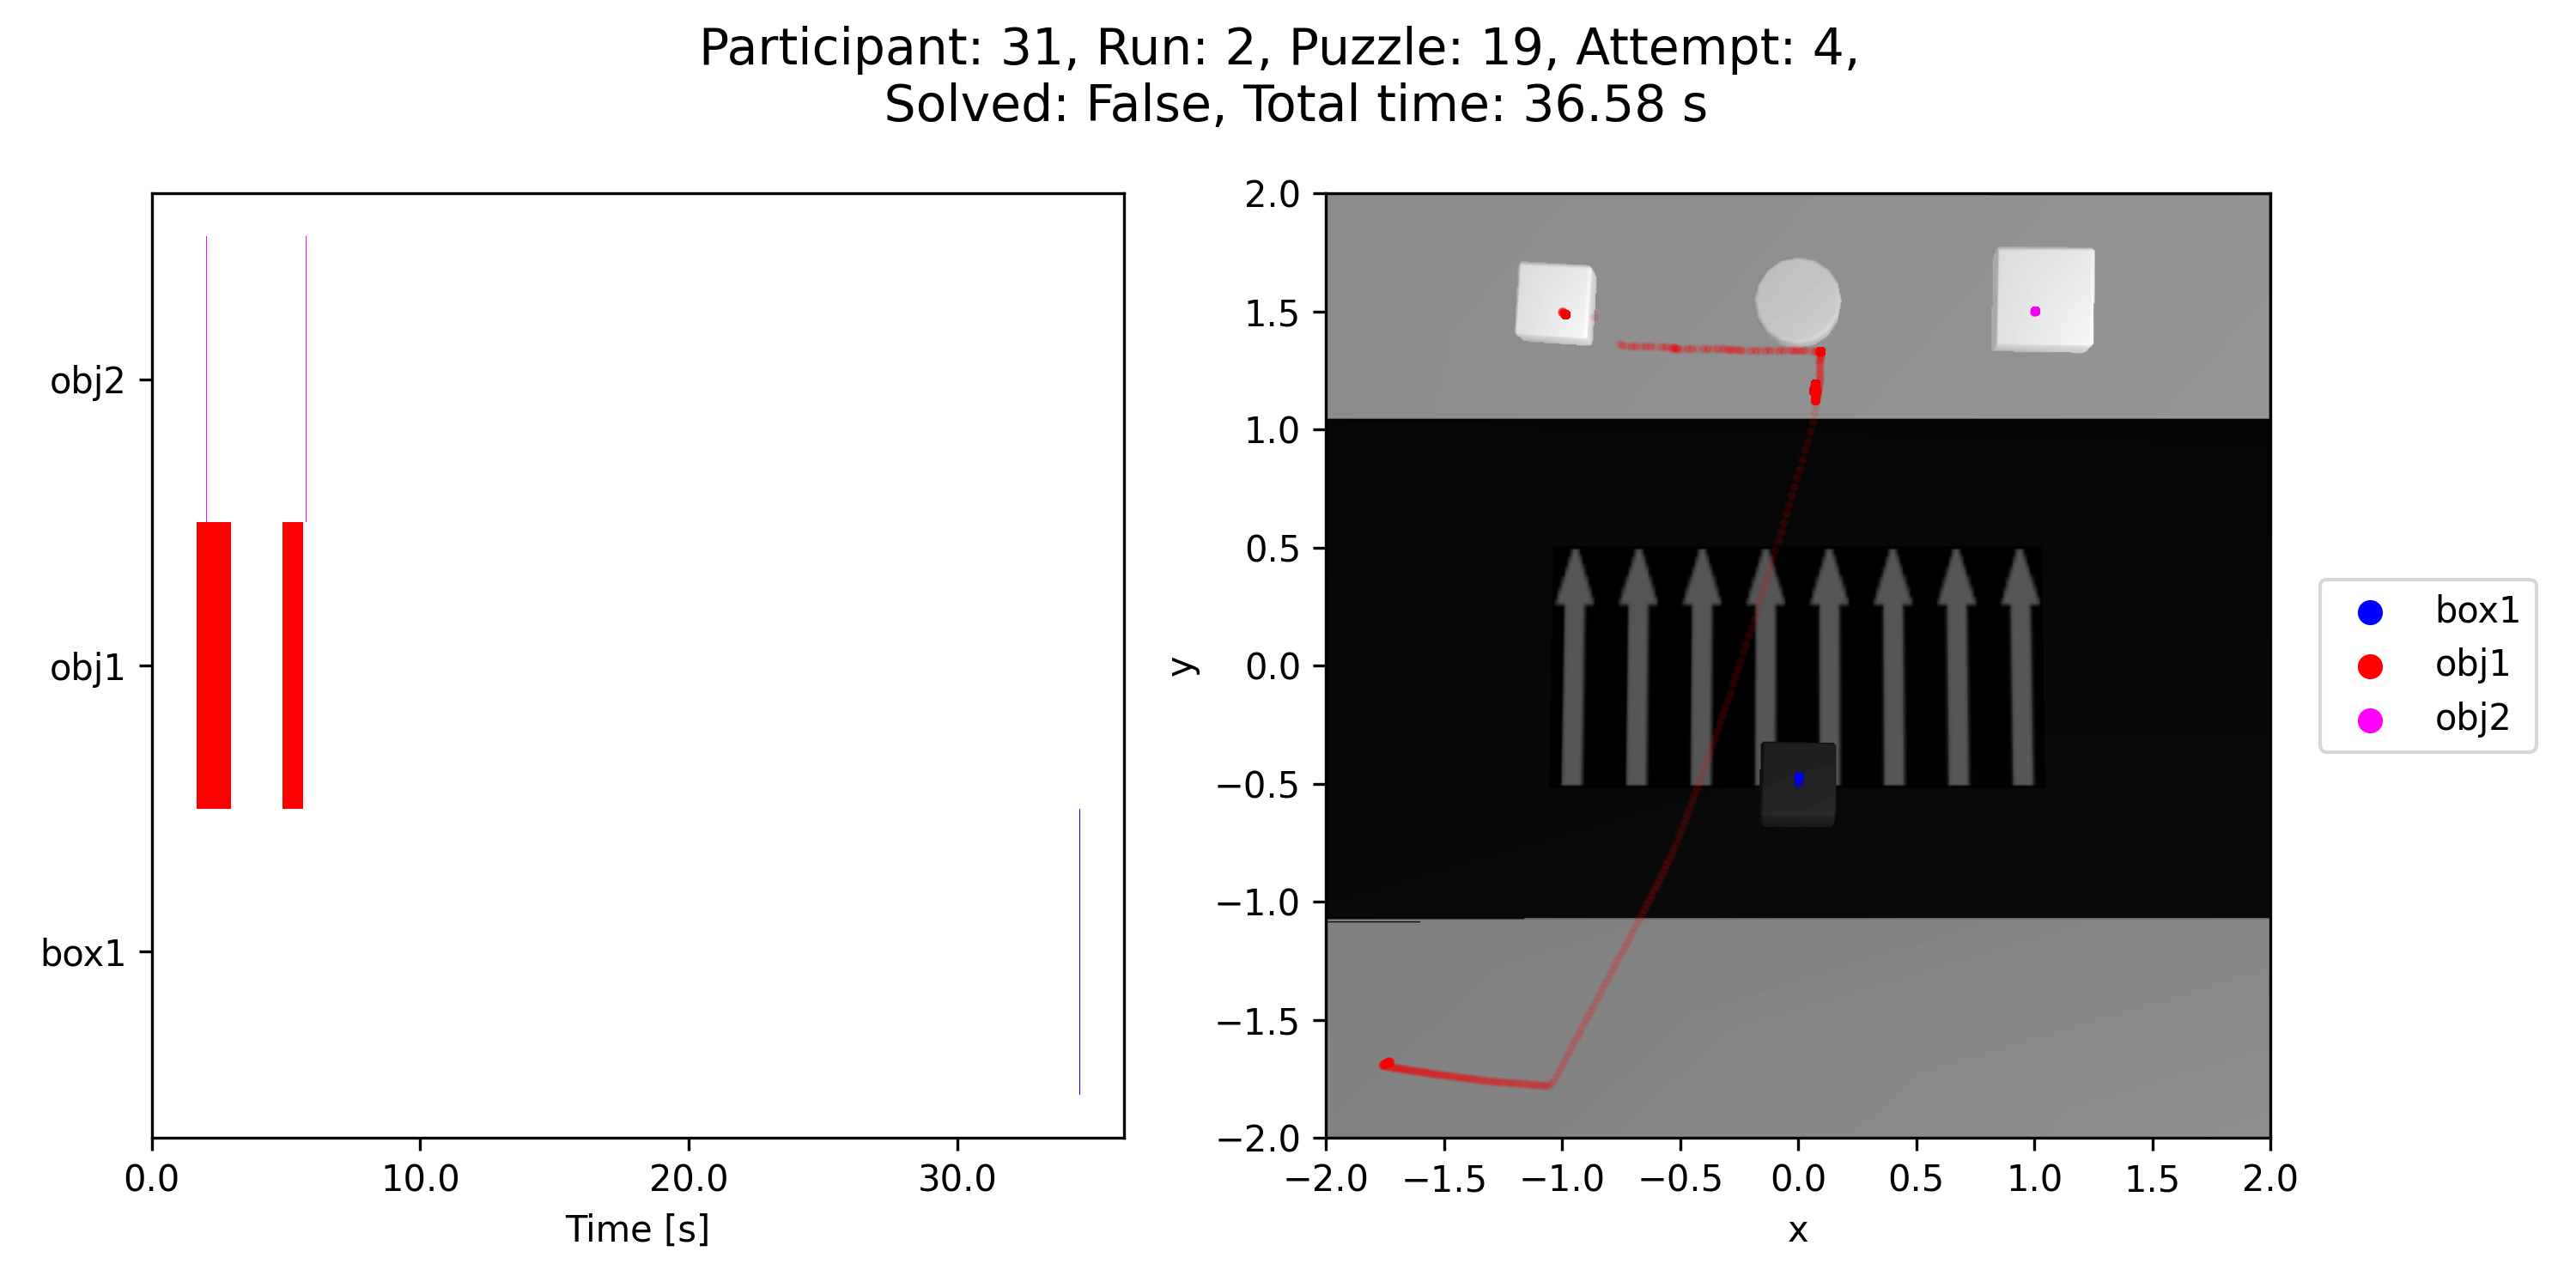 Participant: 31, Run: 2, Puzzle: 19, Attempt: 4,
Solved: False, Total time: 36.58 s
obj2
obj1
box1
0.0 10.0 20.0 30.0
Time [s]
2.0
1.5
1.0
0.5
0.0
−0.5
−1.0
−1.5
−2.0
y
−2.0 −1.5 −1.0 −0.5 0.0 0.5 1.0 1.5 2.0
x
box1
obj1
obj2